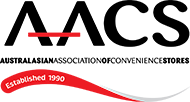 AACS
AUSTRALASIANASSOCIATIONOFCONVENIENCESTORES
Established 1990